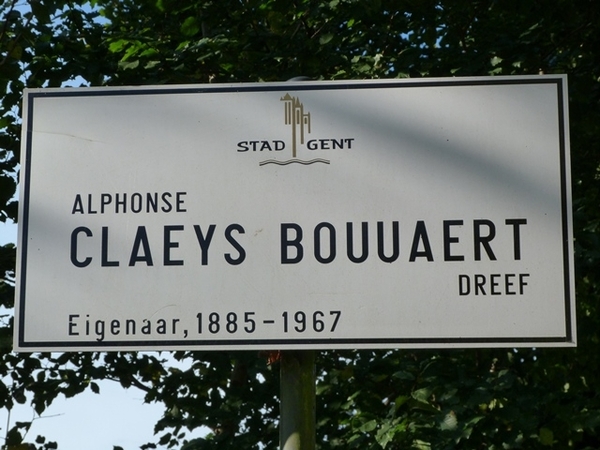 STAD GENT
ALPHONSE
CLAEYS BOUUAERT
DREEF
Eigenaar, 1885-1967